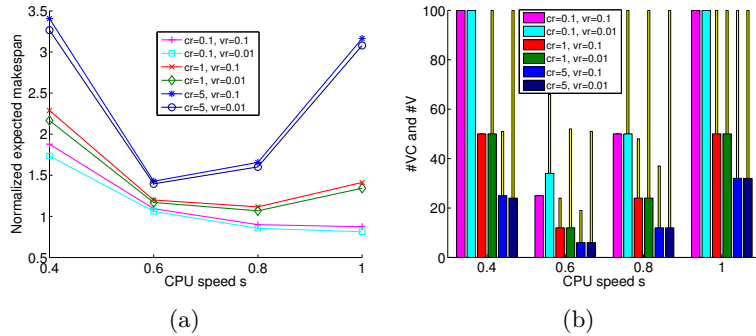 3.5
3
2.5
2
1.5
1
0.5
0.4
0.6
0.8
1
Normalized expected makespan
CPU speed s
cr=0.1, vr=0.1
cr=0.1, vr=0.01
cr=1, vr=0.1
cr=1, vr=0.01
cr=5, vr=0.1
cr=5, vr=0.01
(a)
100
80
60
40
20
0
0.4
0.6
0.8
1
#VC and #V
CPU speed s
cr=0.1, vr=0.1
cr=0.1, vr=0.01
cr=1, vr=0.1
cr=1, vr=0.01
cr=5, vr=0.1
cr=5, vr=0.01
(b)